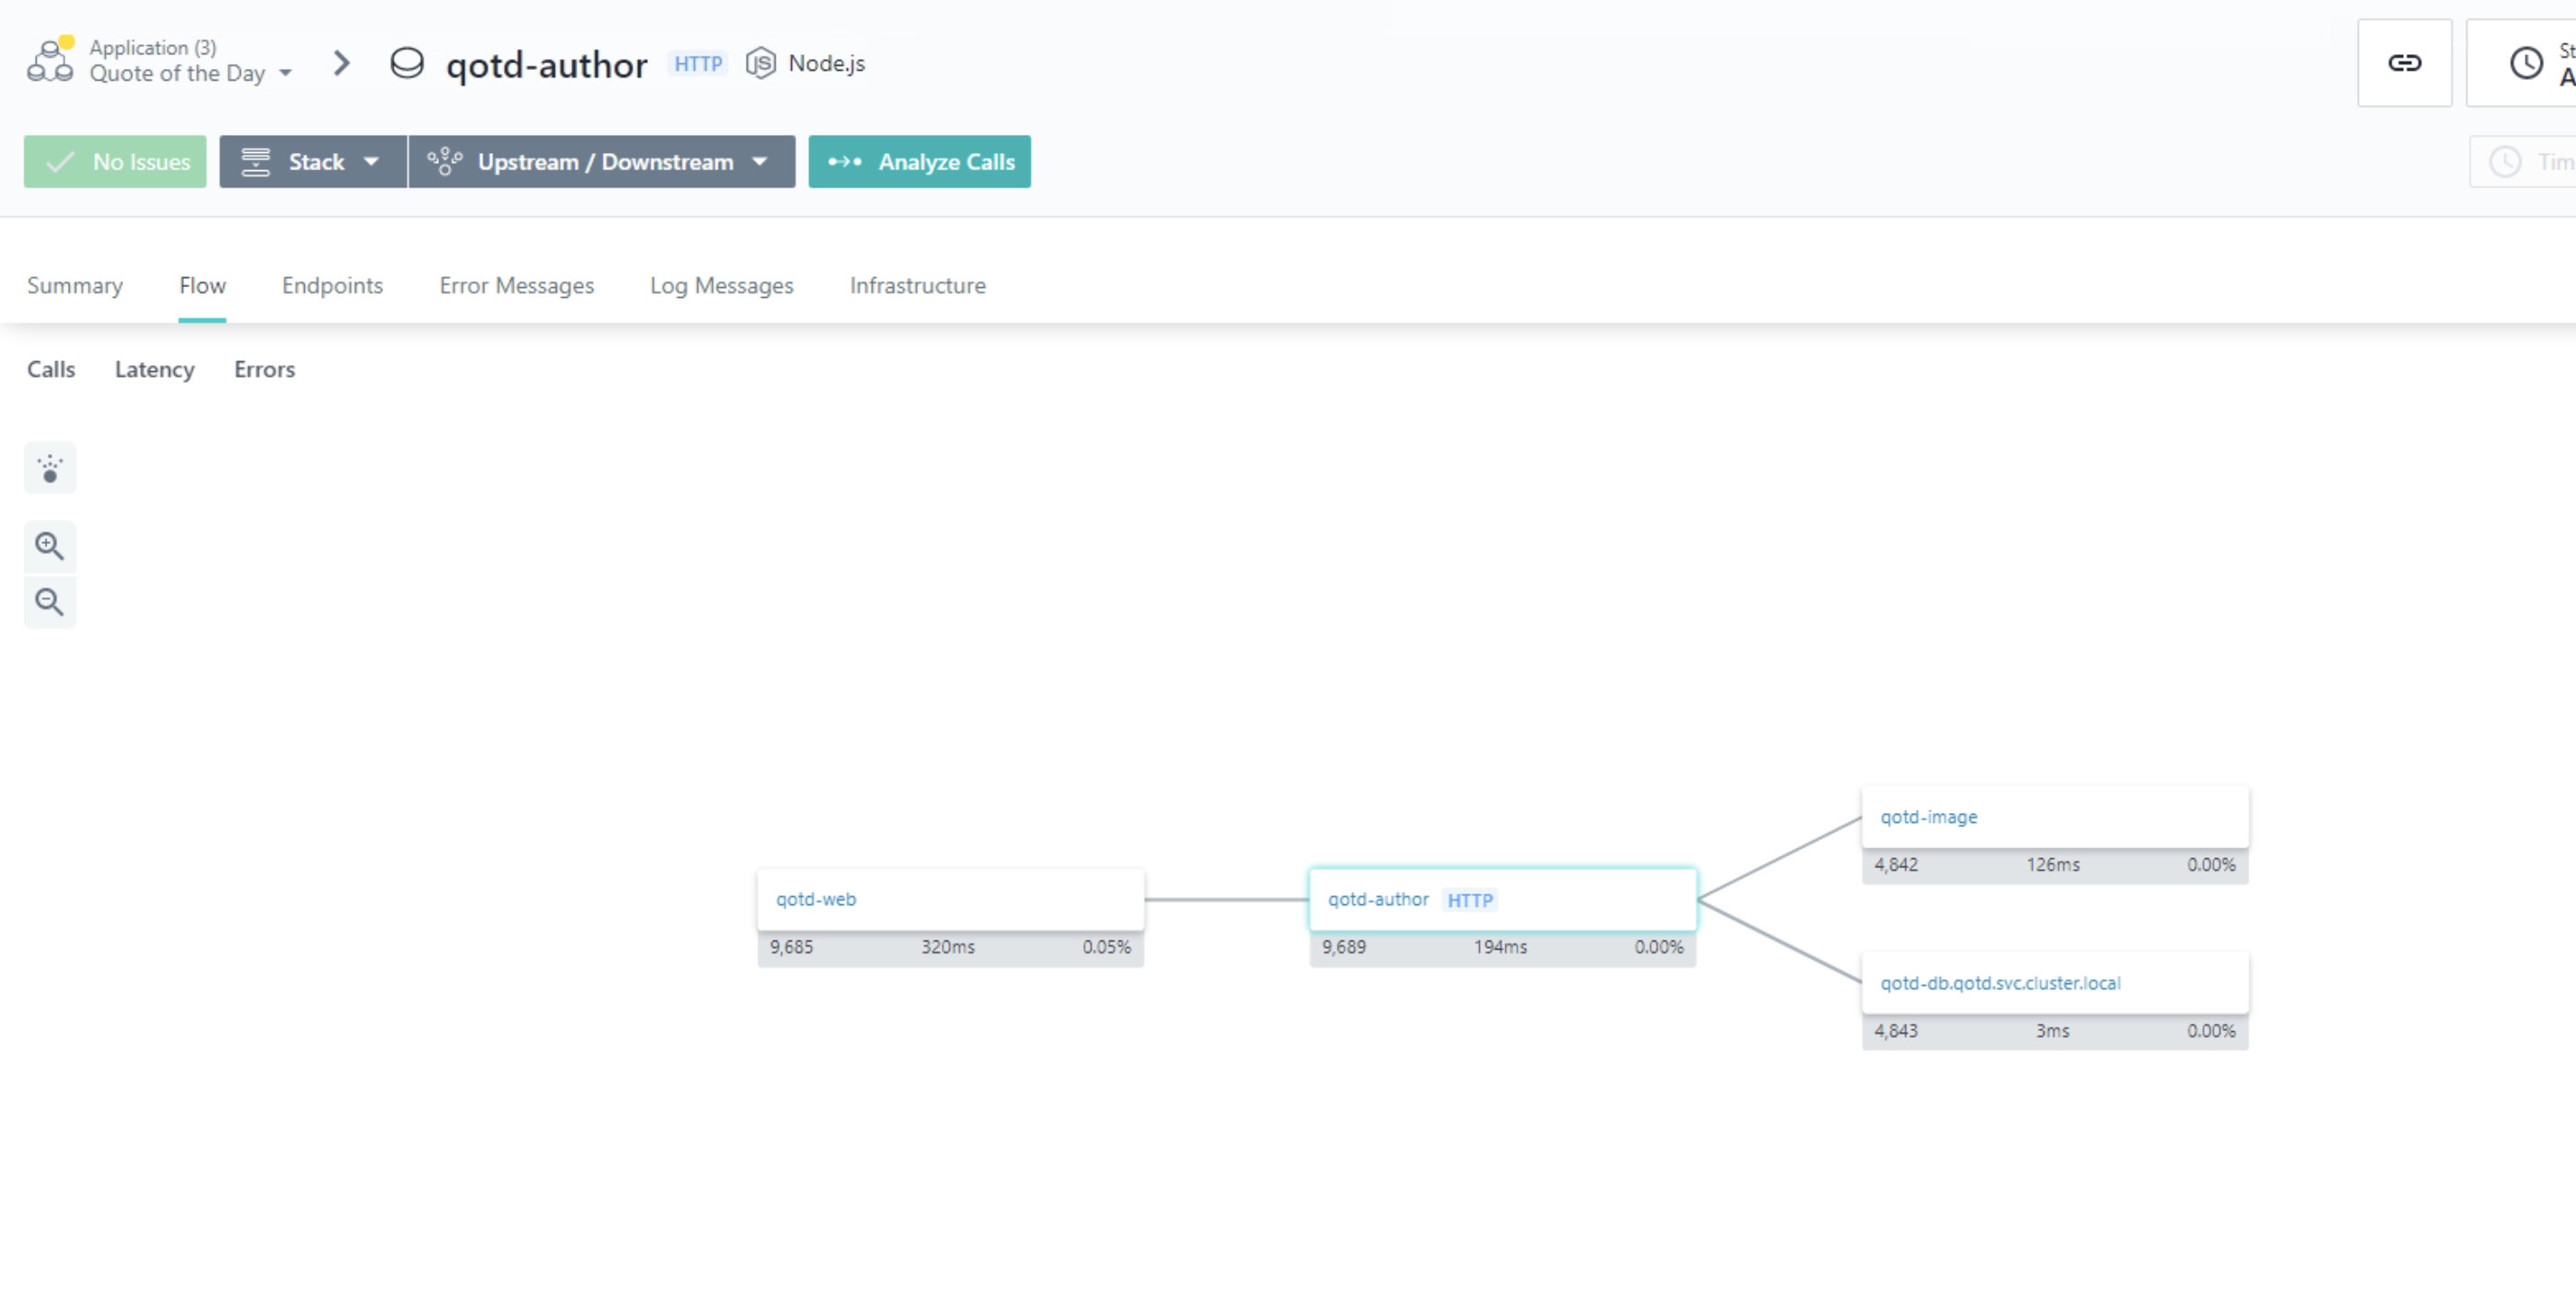 Application (3)
Quote of the Day
qotd-author HTTP JS Node.js
No Issues Stack Upstream / Downstream Analyze Calls
Summary Flow Endpoints Error Messages Log Messages Infrastructure
Calls Latency Errors
qotd-image
4,842 126ms 0.00%
qotd-web
9,685 320ms 0.05%
qotd-author HTTP
9,689 194ms 0.00%
qotd-db.qotd.svc.cluster.local
4,843 3ms 0.00%